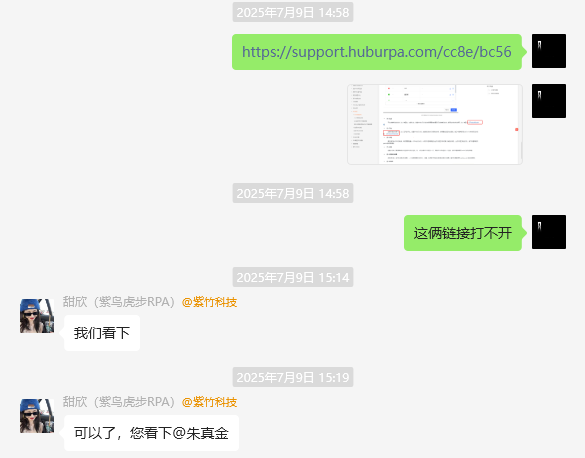 2025年7月9日 14:58
https://support.huburpa.com/cc8e/bc56
2025年7月9日 14:58
这俩链接打不开
2025年7月9日 15:14
甜欣（紫鸟虎步RPA）@紫竹科技
我们看下
2025年7月9日 15:19
甜欣（紫鸟虎步RPA）@紫竹科技
可以了，您看下@朱真金